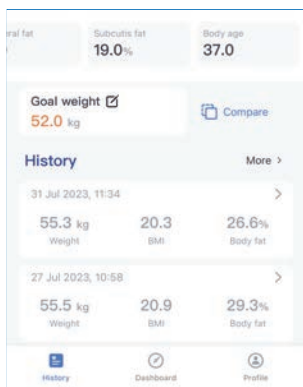 ral fat
Subcutis fat
Body age
19.0%
37.0
Goal weight
52.0 kg
Compare
History
More >
31 Jul 2023, 11:34
55.3 kg
20.3
26.6%
Weight
BMI
Body fat
27 Jul 2023, 10:58
55.5 kg
20.9
29.3%
Weight
BMI
Body fat
History
Dashboard
Profile